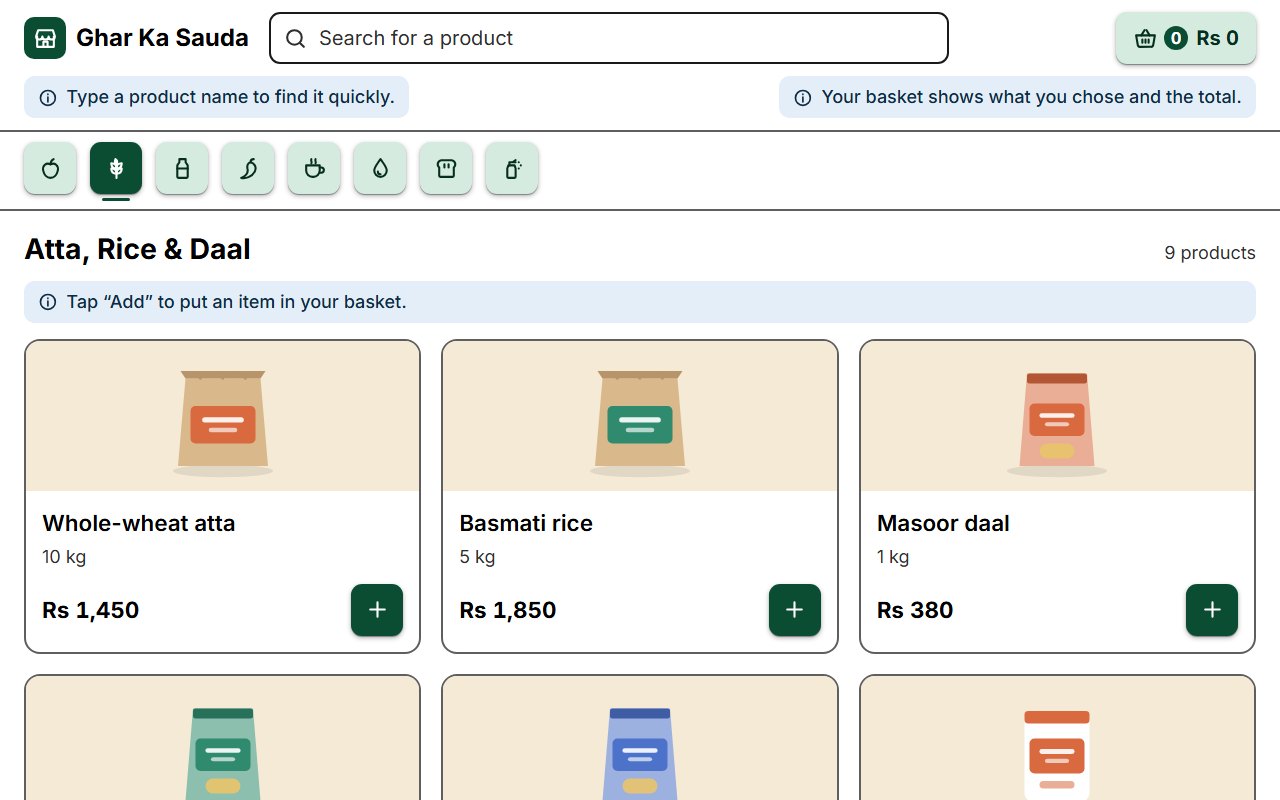 Ghar Ka Sauda
Search for a product
0 Rs 0
Type a product name to find it quickly.
Your basket shows what you chose and the total.
Atta, Rice & Daal
9 products
Tap “Add” to put an item in your basket.
Whole-wheat atta
10 kg
Rs 1,450
Basmati rice
5 kg
Rs 1,850
Masoor daal
1 kg
Rs 380